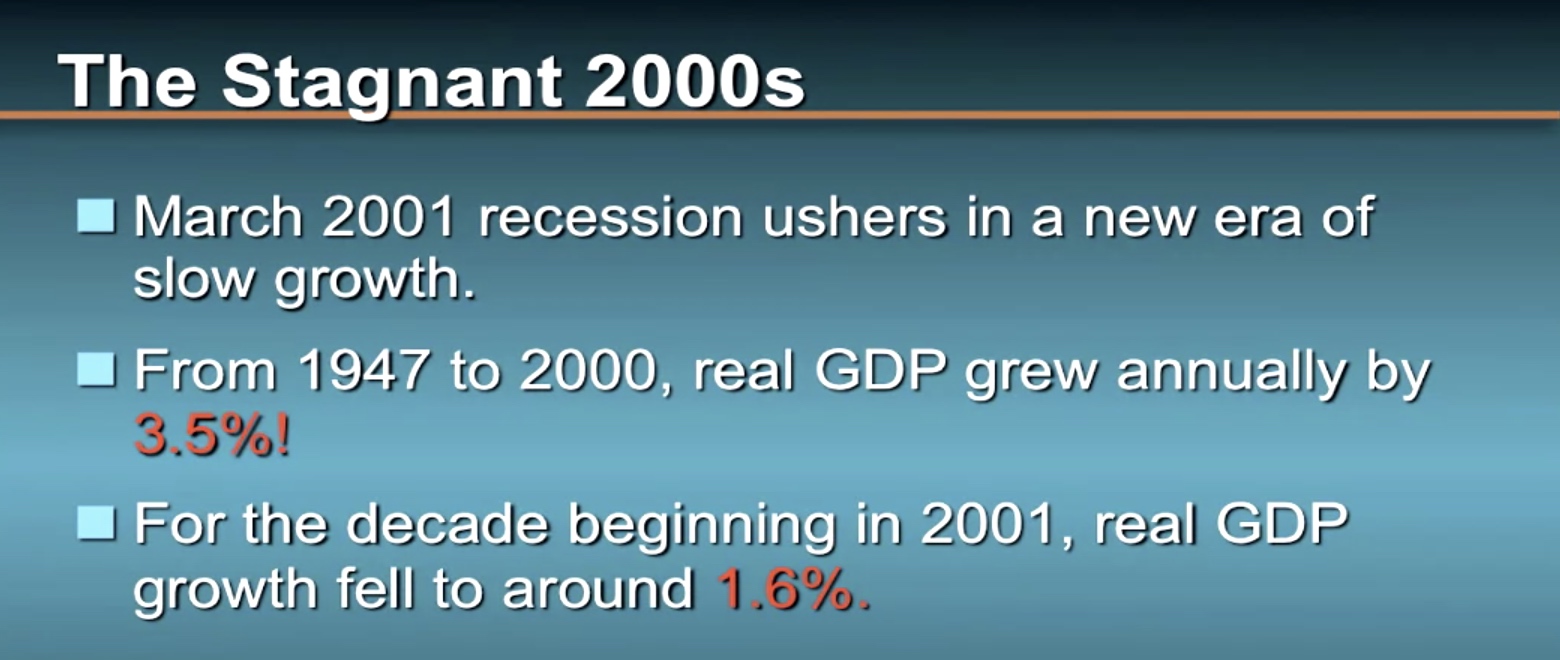 The Stagnant 2000s
March 2001 recession ushers in a new era of
slow growth.
From 1947 to 2000, real GDP grew annually by
3.5%!
For the decade beginning in 2001, real GDP
growth fell to around 1.6%.